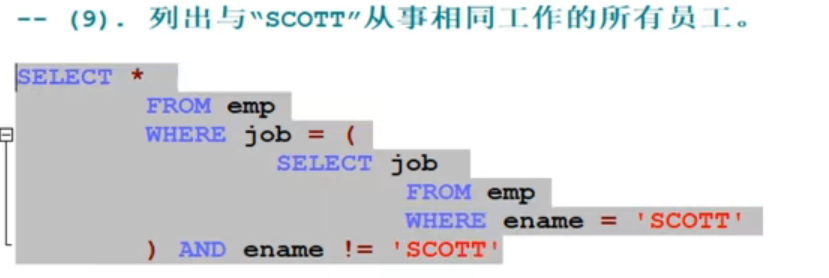 -- (9). 列出与“SCOTT”从事相同工作的所有员工。
SELECT *
FROM emp
WHERE job = (
SELECT job
FROM emp
WHERE ename = 'SCOTT'
) AND ename != 'SCOTT'